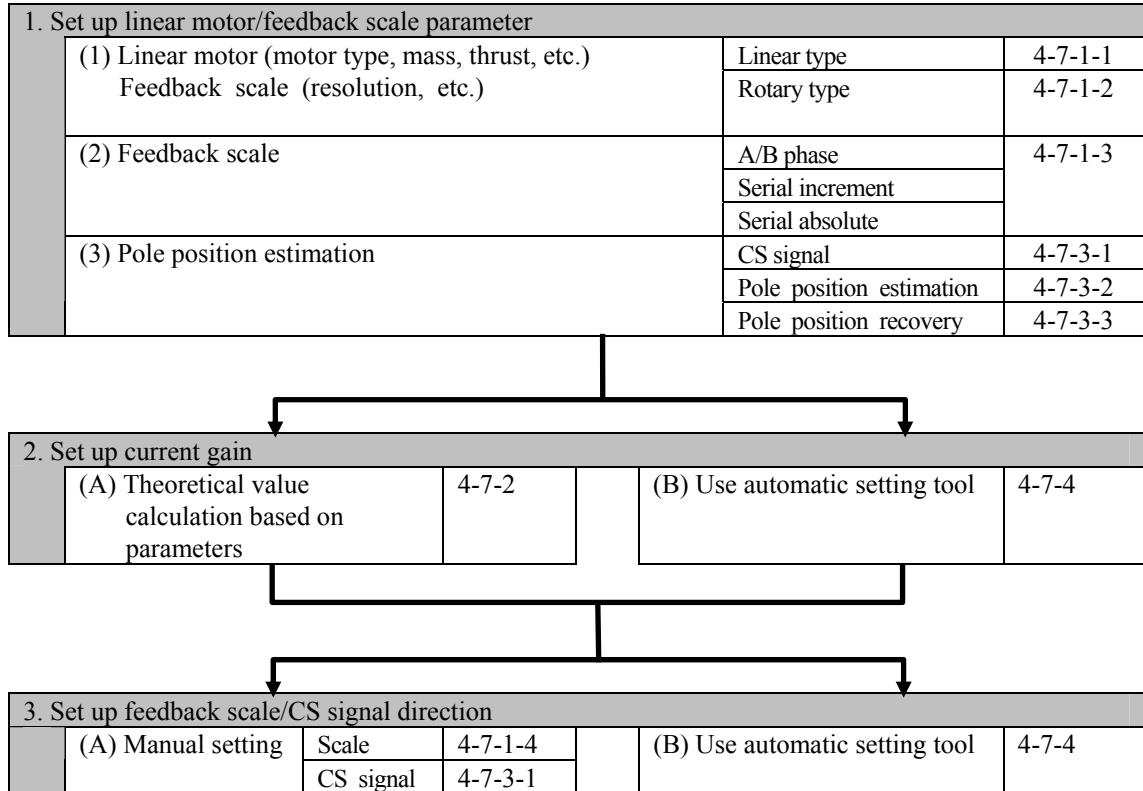 1. Set up linear motor/feedback scale parameter
(1) Linear motor (motor type, mass, thrust, etc.)
Feedback scale (resolution, etc.)
Linear type 4-7-1-1
Rotary type 4-7-1-2
(2) Feedback scale
A/B phase 4-7-1-3
Serial increment
Serial absolute
(3) Pole position estimation
CS signal 4-7-3-1
Pole position estimation 4-7-3-2
Pole position recovery 4-7-3-3
2. Set up current gain
(A) Theoretical value
calculation based on
parameters
4-7-2
(B) Use automatic setting tool 4-7-4
3. Set up feedback scale/CS signal direction
(A) Manual setting
Scale 4-7-1-4
CS signal 4-7-3-1
(B) Use automatic setting tool 4-7-4